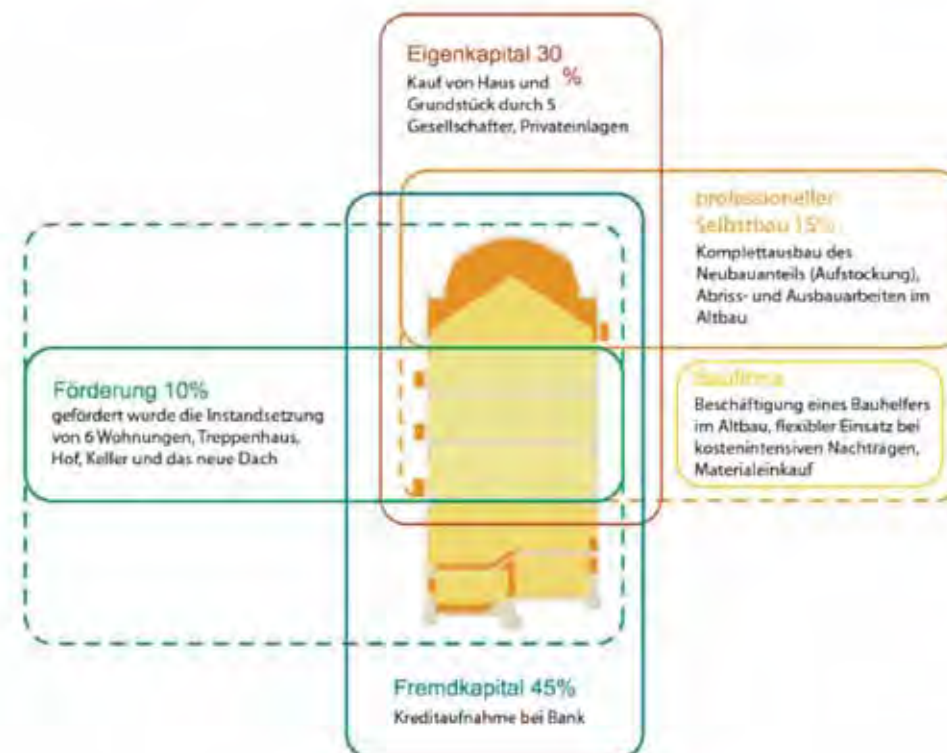 Eigenkapital 30
%
Kauf von Haus und
Grundstück durch 5
Gesellschafter, Privateinlagen
professioneller
Selbstbau 15%
Komplettausbau des
Neubauanteils (Aufstockung),
Abriss- und Ausbauarbeiten im
Altbau
Förderung 10%
gefördert wurde die Instandsetzung
von 6 Wohnungen, Treppenhaus,
Hof, Keller und das neue Dach
Beschäftigung eines Bauhelfers
im Altbau, flexibler Einsatz bei
kostenintensiven Nachträgen,
Materialeinkauf
Fremdkapital 45%
Kreditaufnahme bei Bank